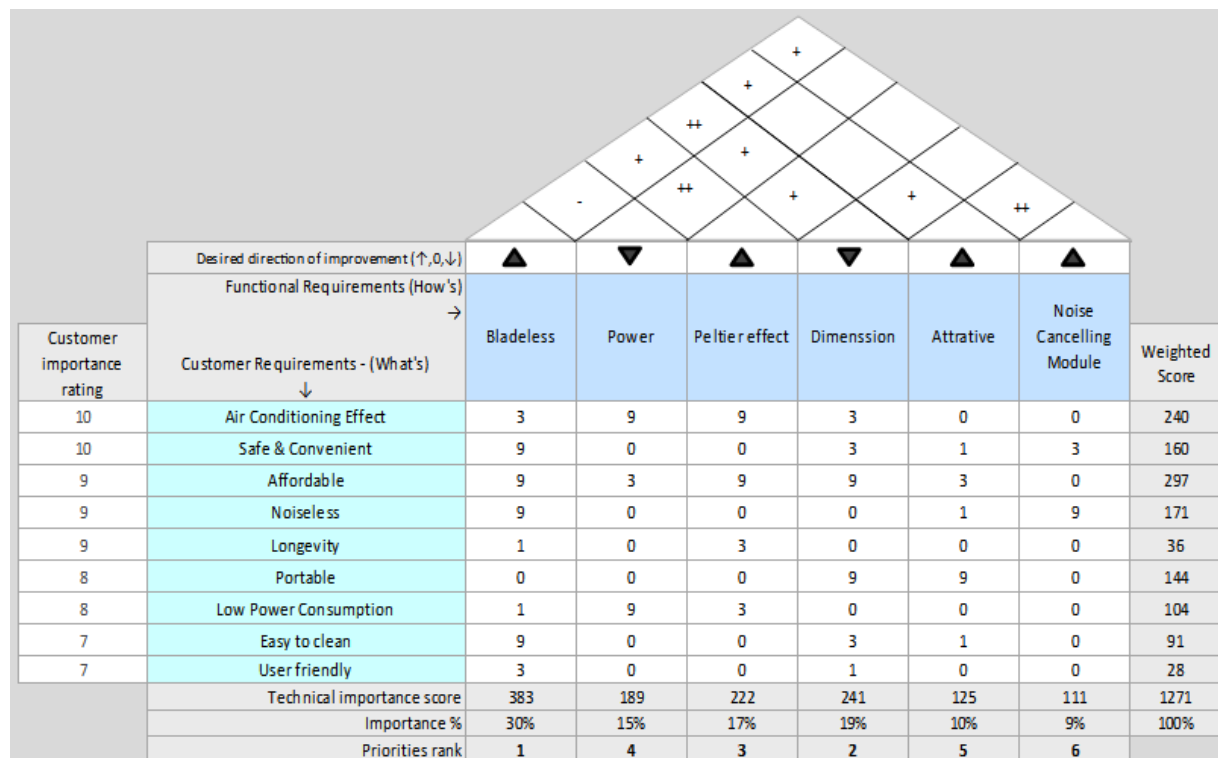 +
+
++
+ +
- ++ + + ++
Desired direction of improvement (↑,0,↓) ▲ ▼ ▲ ▼ ▲ ▲
Functional Requirements (How's)
→
Customer
importance
rating
Customer Requirements - (What's)
↓
Bladeless
Power
Peltier effect
Dimenssion
Attrative
Noise
Cancelling
Module
Weighted
Score
10 Air Conditioning Effect 3 9 9 3 0 0 240
10 Safe & Convenient 9 0 0 3 1 3 160
9 Affordable 9 3 9 9 3 0 297
9 Noiseless 9 0 0 0 1 9 171
9 Longevity 1 0 3 0 0 0 36
8 Portable 0 0 0 9 9 0 144
8 Low Power Consumption 1 9 3 0 0 0 104
7 Easy to clean 9 0 0 3 1 0 91
7 User friendly 3 0 0 1 0 0 28
Technical importance score 383 189 222 241 125 111 1271
Importance % 30% 15% 17% 19% 10% 9% 100%
Priorities rank 1 4 3 2 5 6